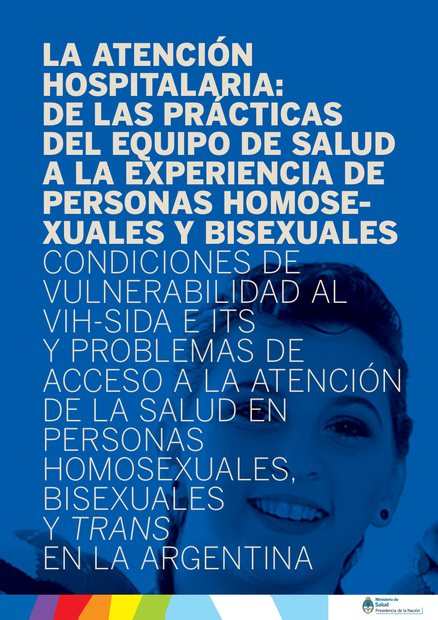 LA ATENCIÓN
HOSPITALARIA:
DE LAS PRÁCTICAS
DEL EQUIPO DE SALUD
A LA EXPERIENCIA DE
PERSONAS HOMOSE-
XUALES Y BISEXUALES
CONDICIONES DE
VULNERABILIDAD AL
VIH-SIDA E ITS
Y PROBLEMAS DE
ACCESO A LA ATENCIÓN
DE LA SALUD EN
PERSONAS
HOMOSEXUALES,
BISEXUALES
Y TRANS
EN LA ARGENTINA
Ministerio de
Salud
Presidencia de la Nación